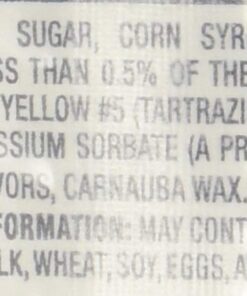 SUGAR, CORN SYR
SS THAN 0.5% OF THE
YELLOW #5 (TARTRAZI
SSIUM SORBATE (A PR
VORS, CARNAUBA WAX.
FORMATION: MAY CONT
LK, WHEAT, SOY, EGGS, A